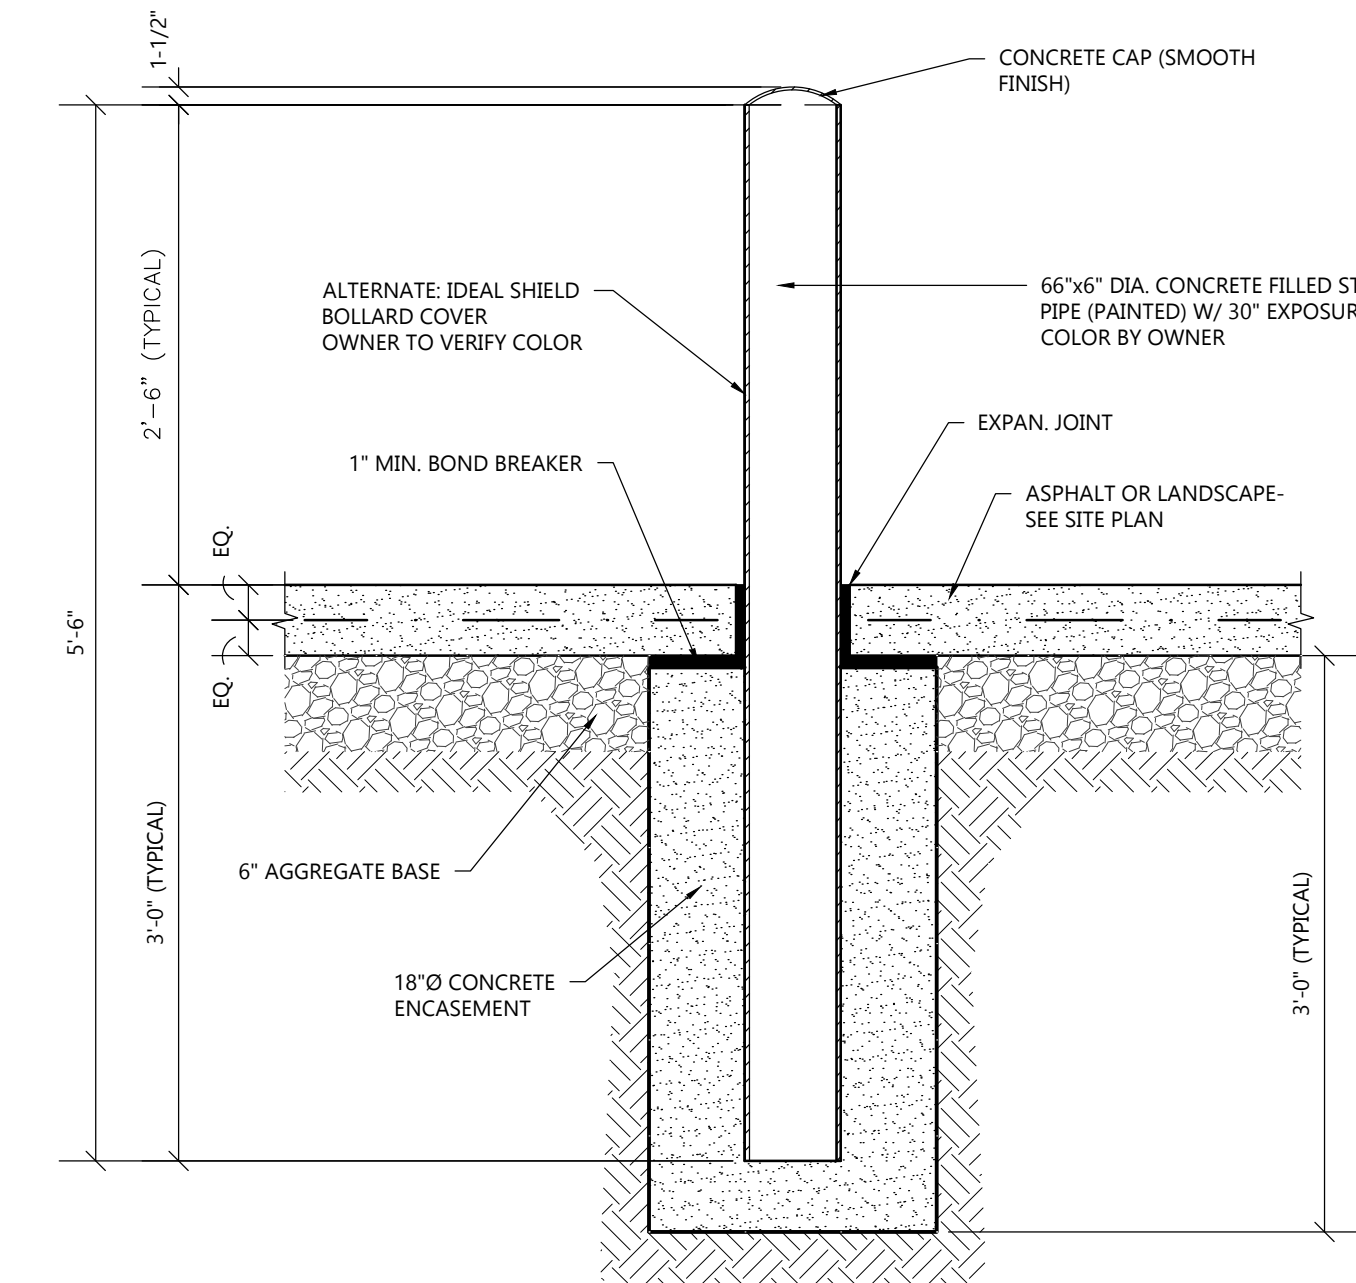 1-1/2"
CONCRETE CAP (SMOOTH
FINISH)
2'-6" (TYPICAL)
ALTERNATE: IDEAL SHIELD
BOLLARD COVER
OWNER TO VERIFY COLOR
66"x6" DIA. CONCRETE FILLED
PIPE (PAINTED) W/ 30"
COLOR BY OWNER
EXPAN. JOINT
1" MIN. BOND BREAKER
ASPHALT OR LANDSCAPE-
SEE SITE PLAN
EQ.
5'-6"
EQ.
3'-0" (TYPICAL)
6" AGGREGATE BASE
3'-0" (TYPICAL)
18"Ø CONCRETE
ENCASEMENT